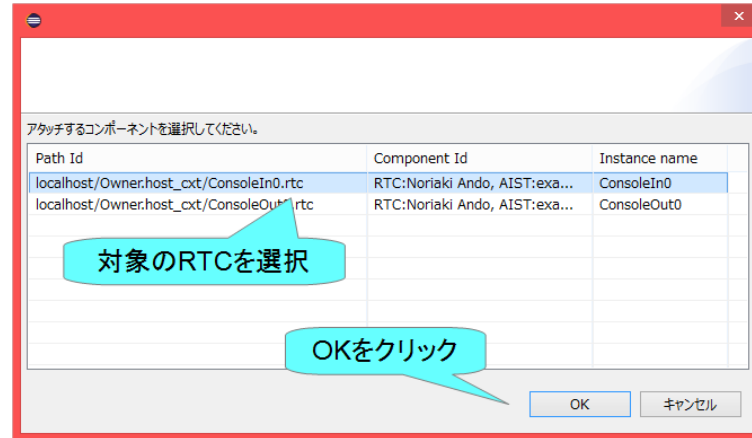 アタッチするコンポーネントを選択してください。
Path Id Component Id Instance name
localhost/Owner.host_cxt/ConsoleIn0.rtc RTC:Noriaki Ando, AIST:exa... ConsoleIn0
localhost/Owner.host_cxt/ConsoleOut .rtc RTC:Noriaki Ando, AIST:exa... ConsoleOut0
対象のRTCを選択
OKをクリック
OK キャンセル